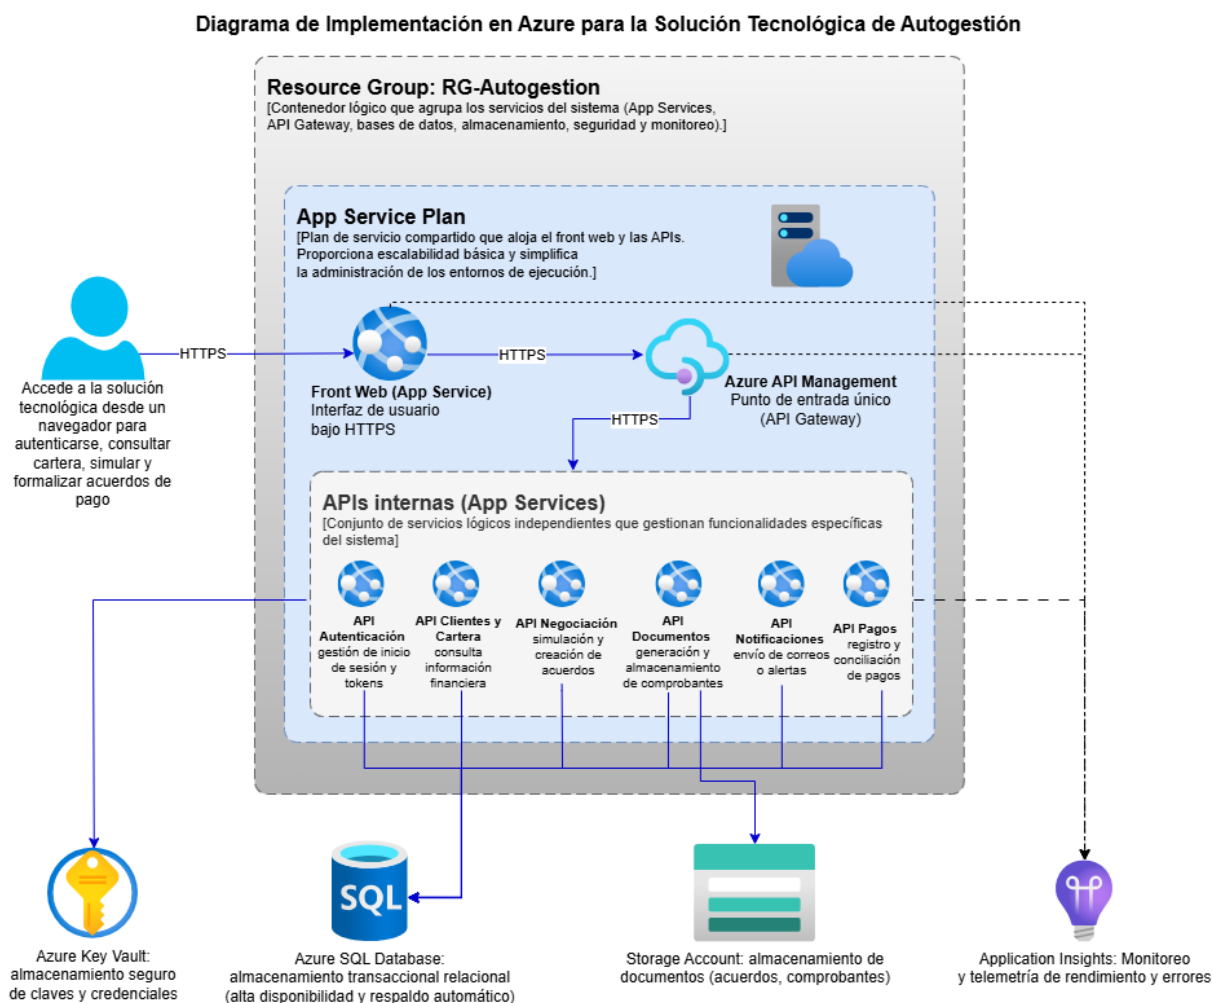 Diagrama de Implementación en Azure para la Solución Tecnológica de Autogestión
Resource Group: RG-Autogestion
[Contenedor lógico que agrupa los servicios del sistema (App Services,
API Gateway, bases de datos, almacenamiento, seguridad y monitoreo).]
App Service Plan
[Plan de servicio compartido que aloja el front web y las APIs.
Proporciona escalabilidad básica y simplifica
la administración de los entornos de ejecución.]
HTTPS
HTTPS
Accede a la solución
tecnológica desde un
navegador para
autenticarse, consultar
cartera, simular y
formalizar acuerdos de
pago
Front Web (App Service)
Interfaz de usuario
bajo HTTPS
Azure API Management
Punto de entrada único
(API Gateway)
HTTPS
APIs internas (App Services)
[Conjunto de servicios lógicos independientes que gestionan funcionalidades específicas
del sistema]
API
Autenticación
gestión de inicio
de sesión y
tokens
API Clientes y
Cartera
consulta
información
financiera
API Negociación
simulación y
creación de
acuerdos
API
Documentos
generación y
almacenamiento
de comprobantes
API
Notificaciones
envío de correos
o alertas
API Pagos
registro y
conciliación
de pagos
SQL
Azure Key Vault:
almacenamiento seguro
de claves y credenciales
Azure SQL Database:
almacenamiento transaccional relacional
(alta disponibilidad y respaldo automático)
Storage Account: almacenamiento de
documentos (acuerdos, comprobantes)
Application Insights: Monitoreo
y telemetría de rendimiento y errores